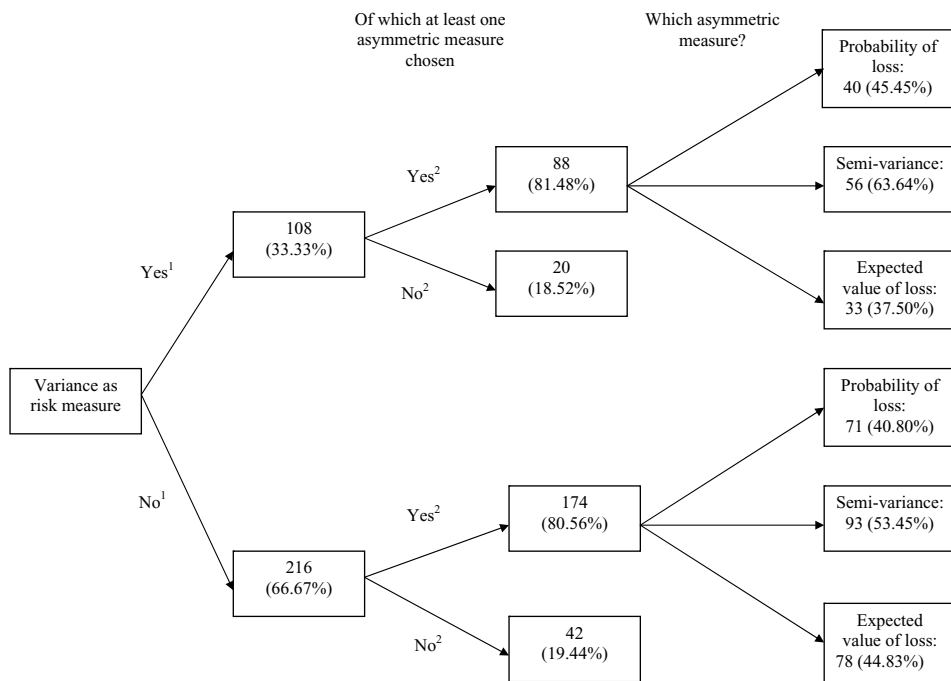 Of which at least one
asymmetric measure
chosen
Which asymmetric
measure?
Probability of
loss:
40 (45.45%)
Yes²
88
(81.48%)
Semi-variance:
56 (63.64%)
108
(33.33%)
Yes¹
No²
20
(18.52%)
Expected
value of loss:
33 (37.50%)
Variance as
risk measure
Probability of
loss:
71 (40.80%)
No¹
Yes²
174
(80.56%)
Semi-variance:
93 (53.45%)
216
(66.67%)
No²
42
(19.44%)
Expected
value of loss:
78 (44.83%)